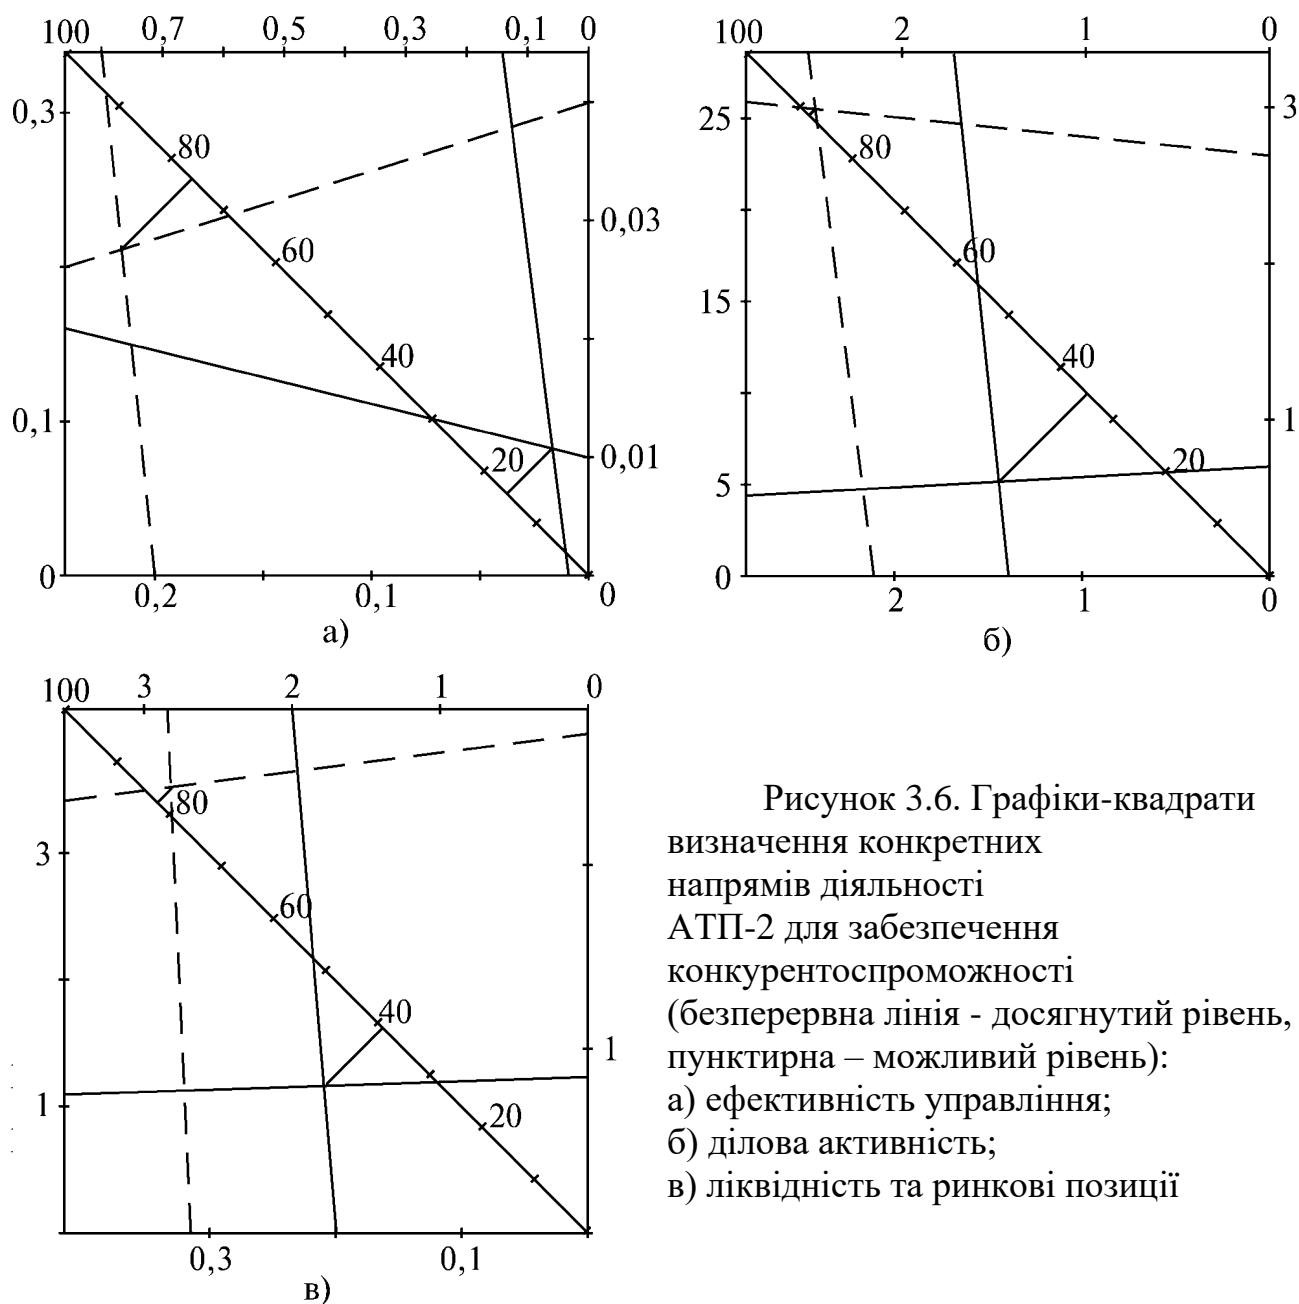 100 0,7 0,5 0,3 0,1 0
0,3
80
0,03
60
40
0,1
20
0,01
0
0,2 0,1 0
а)
100 2 1 0
3
25
80
60
15
40
1
20
5
0
2 1 0
б)
100 3 2 1 0
80
3
60
40
1
1
20
0,3 0,1
в)
Рисунок 3.6. Графіки-квадрати
визначення конкретних
напрямів діяльності
АТП-2 для забезпечення
конкурентоспроможності
(безперервна лінія - досягнутий рівень,
пунктирна – можливий рівень):
а) ефективність управління;
б) ділова активність;
в) ліквідність та ринкові позиції